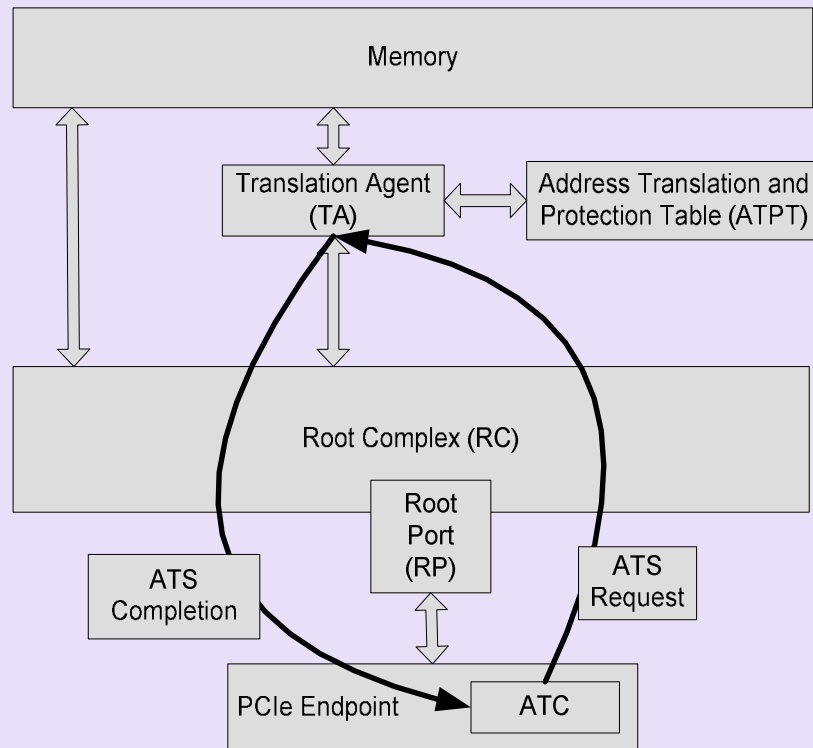 Memory
Translation Agent
(TA)
Address Translation and
Protection Table (ATPT)
Root Complex (RC)
Root
Port
(RP)
ATS
Completion
ATS
Request
PCIe Endpoint
ATC